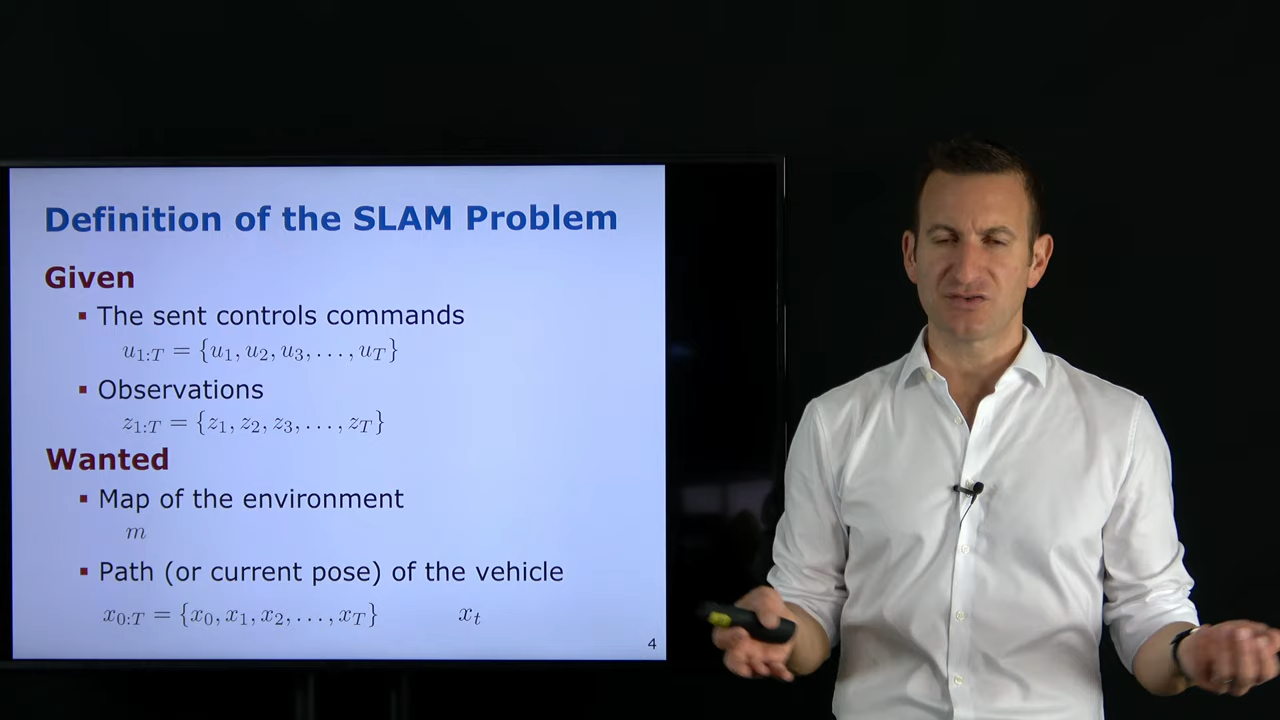 Definition of the SLAM Problem
Given
▪ The sent controls commands
u_{1:T} = {u_1, u_2, u_3, ..., u_T}
▪ Observations
z_{1:T} = {z_1, z_2, z_3, ..., z_T}
Wanted
▪ Map of the environment
m
▪ Path (or current pose) of the vehicle
x_{0:T} = {x_0, x_1, x_2, ..., x_T} x_t
4